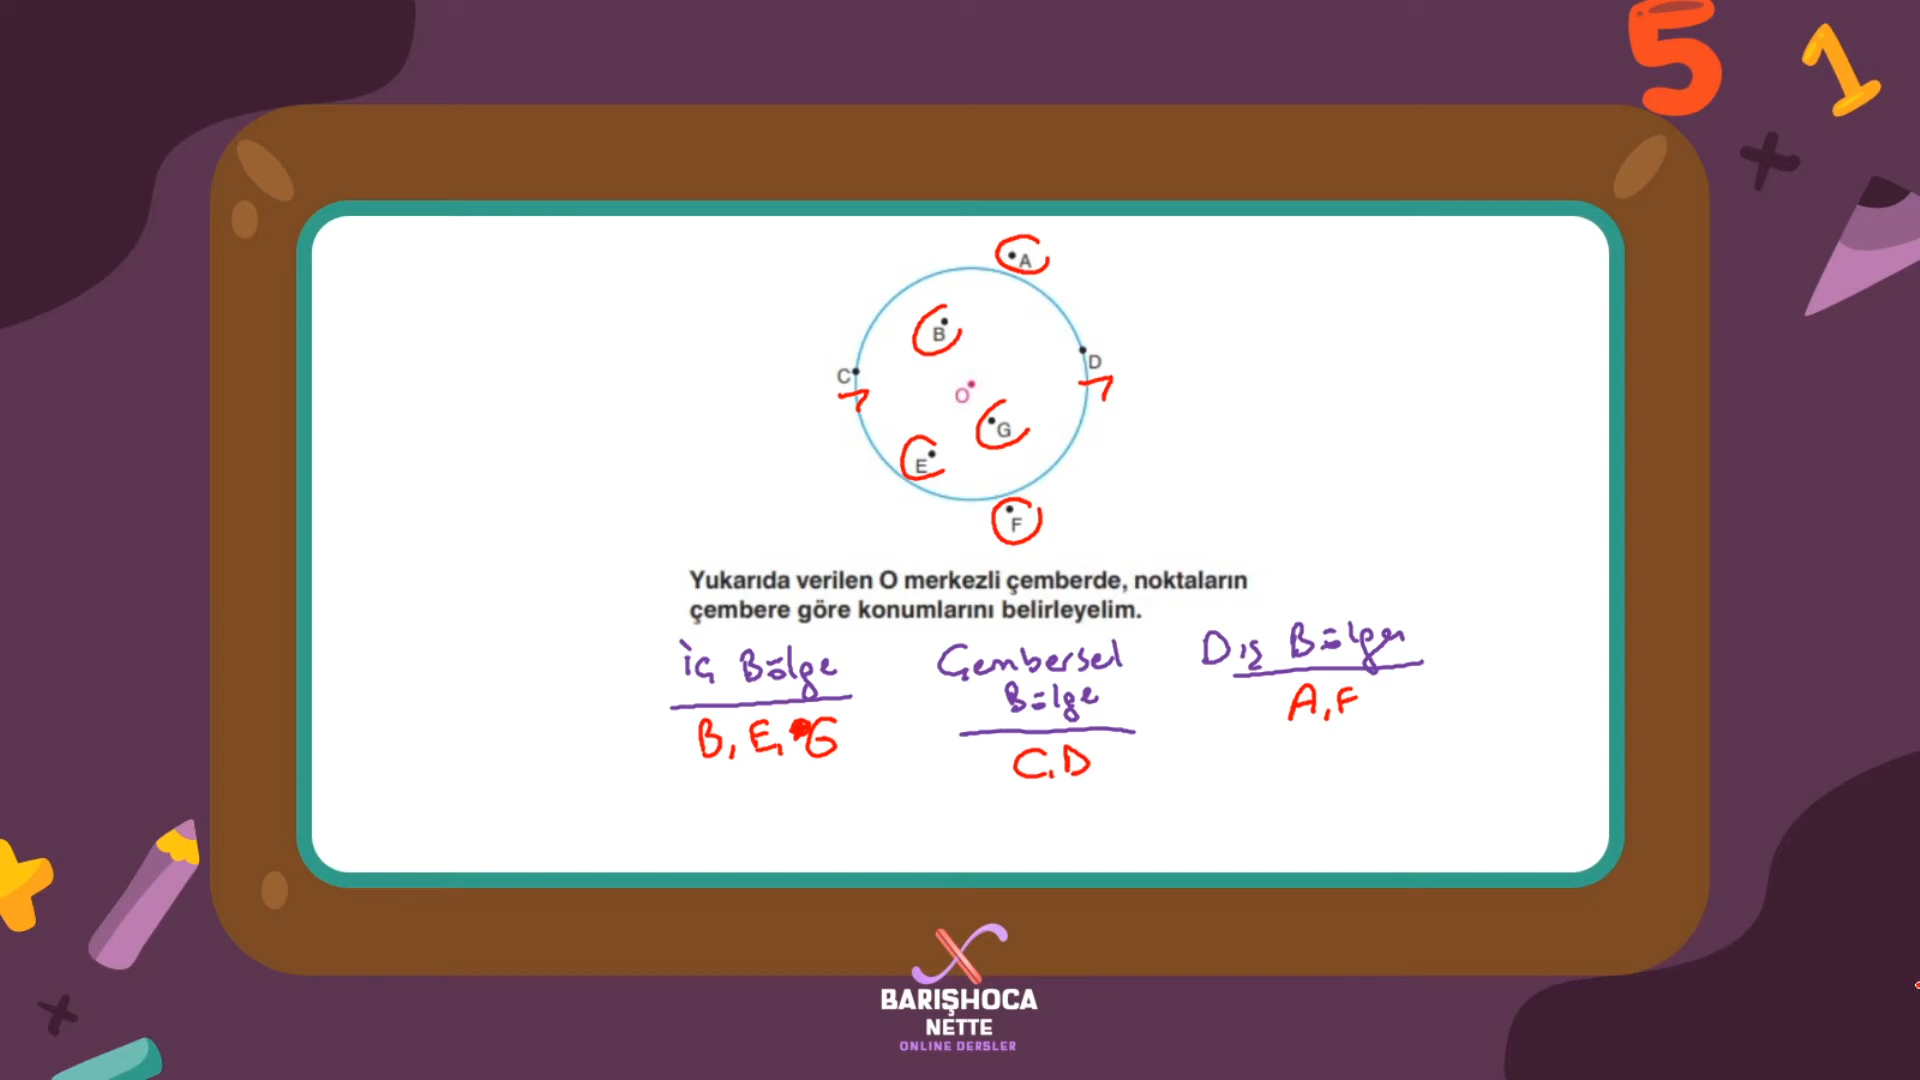 5
1
A
B
C
D
O
G
E
F
Yukarıda verilen O merkezli çemberde, noktaların
çembere göre konumlarını belirleyelim.
İç Bölge
B, E, G
Çembersel
Bölge
C, D
Dış Bölge
A, F
BARIŞHOCA
NETTE
ONLINE DERSLER